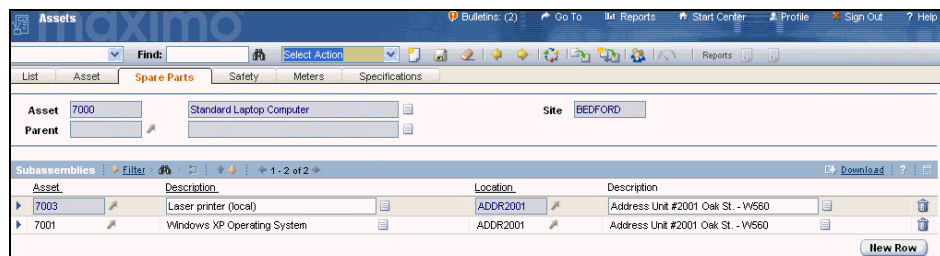 maximo
Assets Bulletins: (2) Go To Reports Start Center Profile Sign Out ? Help
Find: Select Action Reports
List Asset Spare Parts Safety Meters Specifications
Asset 7000 Standard Laptop Computer Site BEDFORD
Parent
Subassemblies Filter 1 - 2 of 2 Download ?
Asset Description Location Description
7003 Laser printer (local) ADDR2001 Address Unit #2001 Oak St. - W560
7001 Windows XP Operating System ADDR2001 Address Unit #2001 Oak St. - W560
New Row